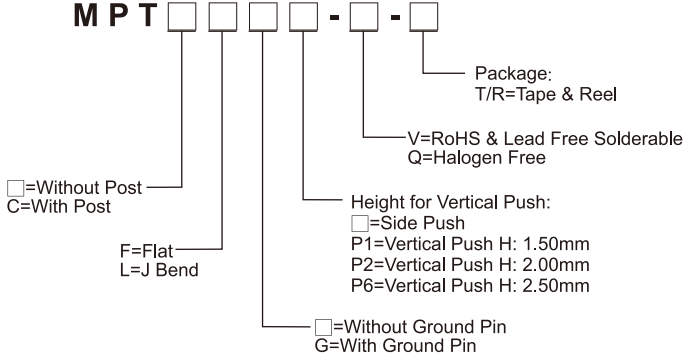 MPT□□□□-□-□
Package:
T/R=Tape & Reel
V=RoHS & Lead Free Solderable
Q=Halogen Free
□=Without Post
C=With Post
Height for Vertical Push:
□=Side Push
P1=Vertical Push H: 1.50mm
P2=Vertical Push H: 2.00mm
P6=Vertical Push H: 2.50mm
F=Flat
L=J Bend
□=Without Ground Pin
G=With Ground Pin